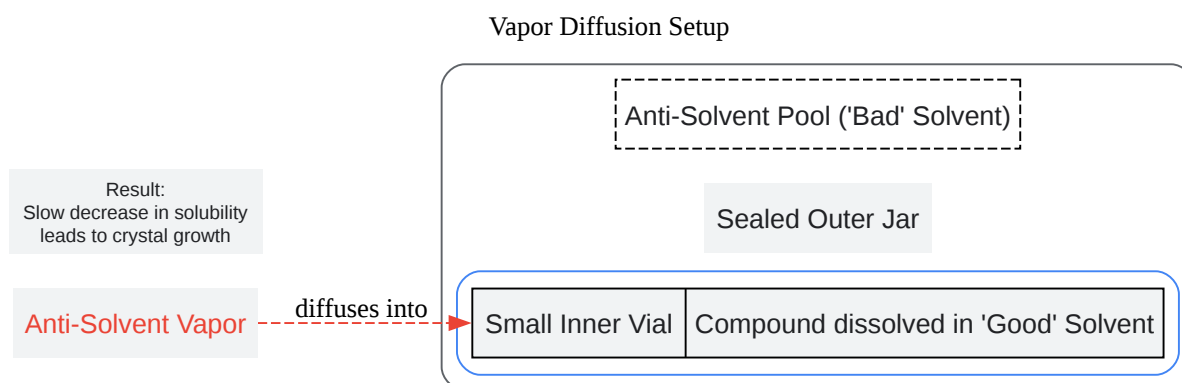 Vapor Diffusion Setup
Anti-Solvent Pool ('Bad' Solvent)
Result:
Slow decrease in solubility
leads to crystal growth
Sealed Outer Jar
Anti-Solvent Vapor
diffuses into
Small Inner Vial
Compound dissolved in 'Good' Solvent